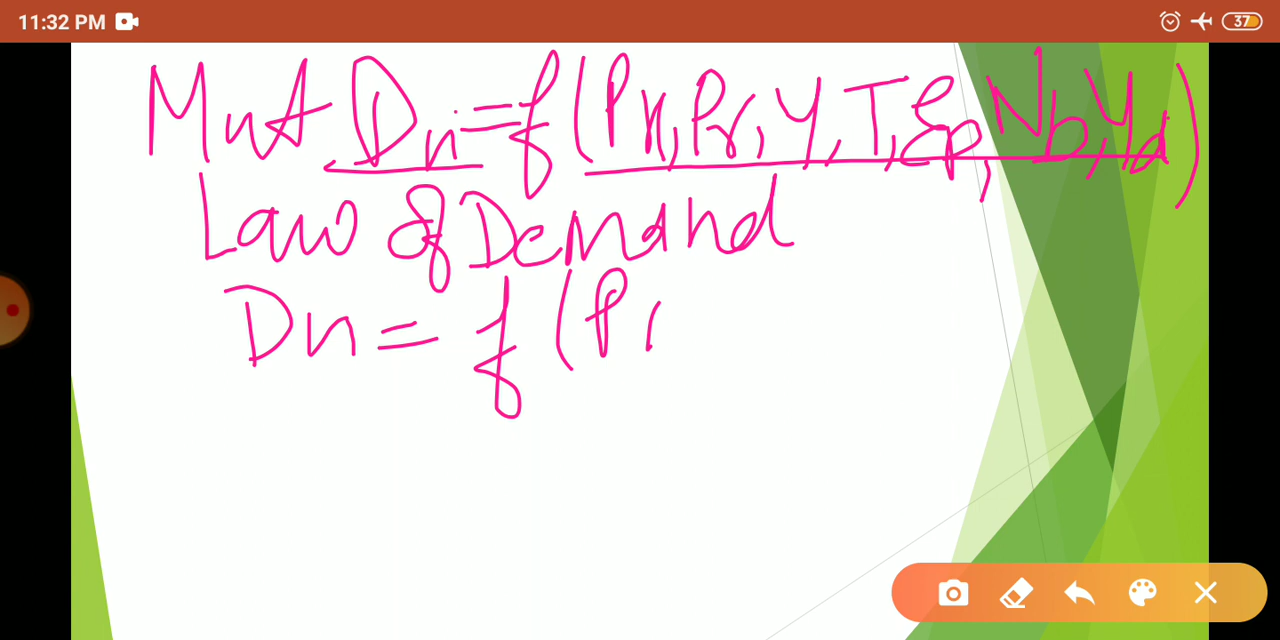 11:32 PM 37
Mkt Dn = f (Pn, Pr, Y, T, Ep, Nb, Yd)
Law of Demand
Dn = f (P